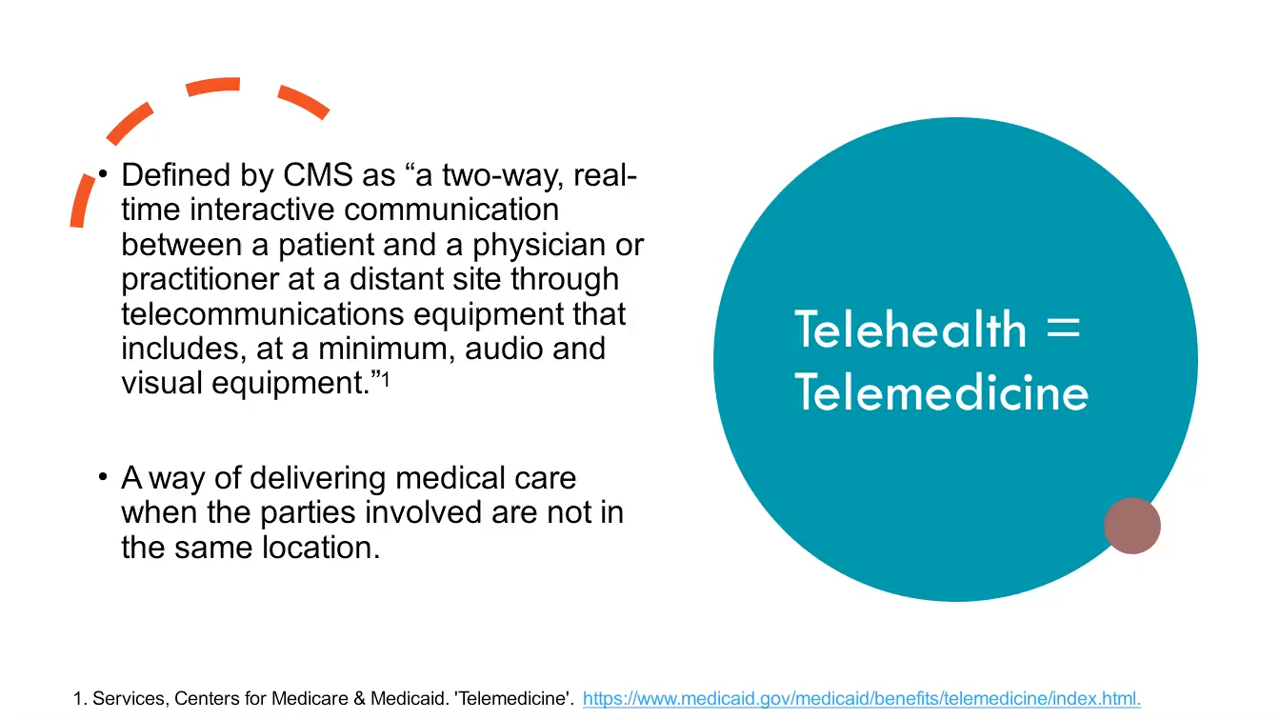 • Defined by CMS as “a two-way, real-
time interactive communication
between a patient and a physician or
practitioner at a distant site through
telecommunications equipment that
includes, at a minimum, audio and
visual equipment.”1
• A way of delivering medical care
when the parties involved are not in
the same location.
Telehealth =
Telemedicine
1. Services, Centers for Medicare & Medicaid. 'Telemedicine'. https://www.medicaid.gov/medicaid/benefits/telemedicine/index.html.